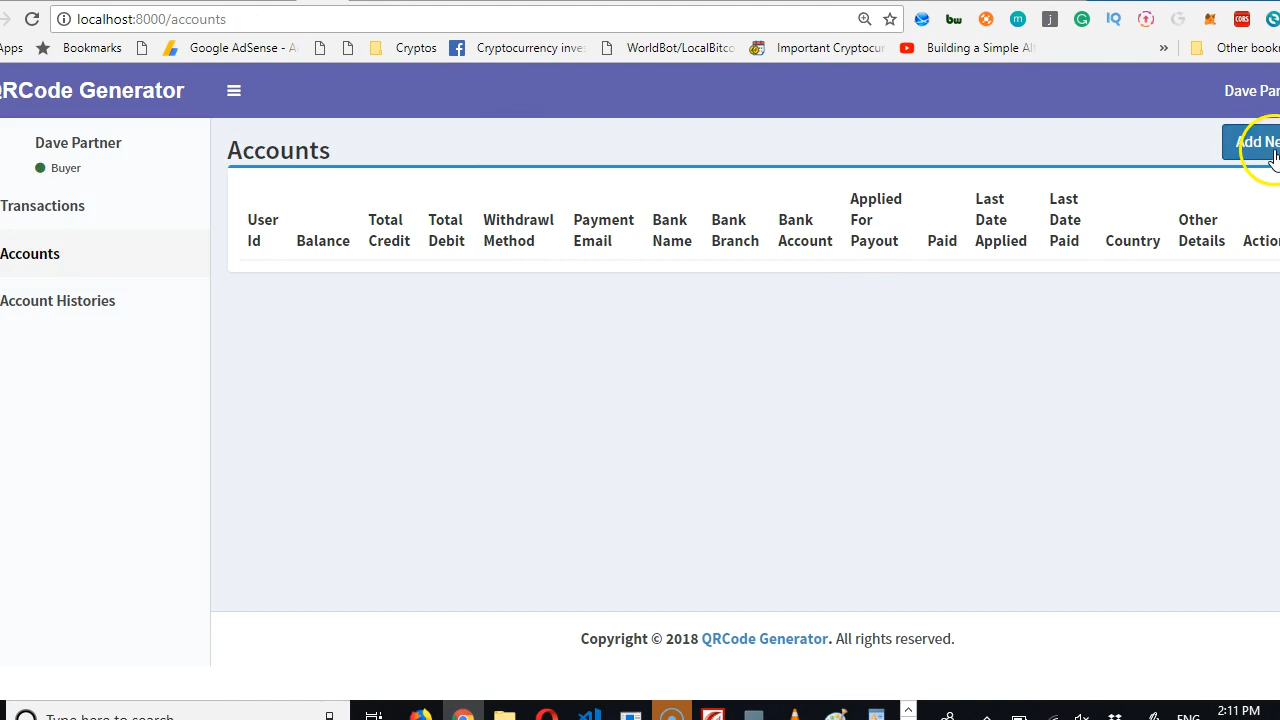 localhost:8000/accounts
Apps Bookmarks Google AdSense - A Cryptos Cryptocurrency inve WorldBot/LocalBitco Important Cryptocur Building a Simple Al » Other book
QRCode Generator
Dave Par
Dave Partner
Buyer
Transactions
Accounts
Account Histories
Accounts
Add Ne
User Id
Balance
Total Credit
Total Debit
Withdrawl Method
Payment Email
Bank Name
Bank Branch
Bank Account
Applied For Payout
Paid
Last Date Applied
Last Date Paid
Country
Other Details
Action
Copyright © 2018 QRCode Generator. All rights reserved.
Type here to search
ENG
2:11 PM